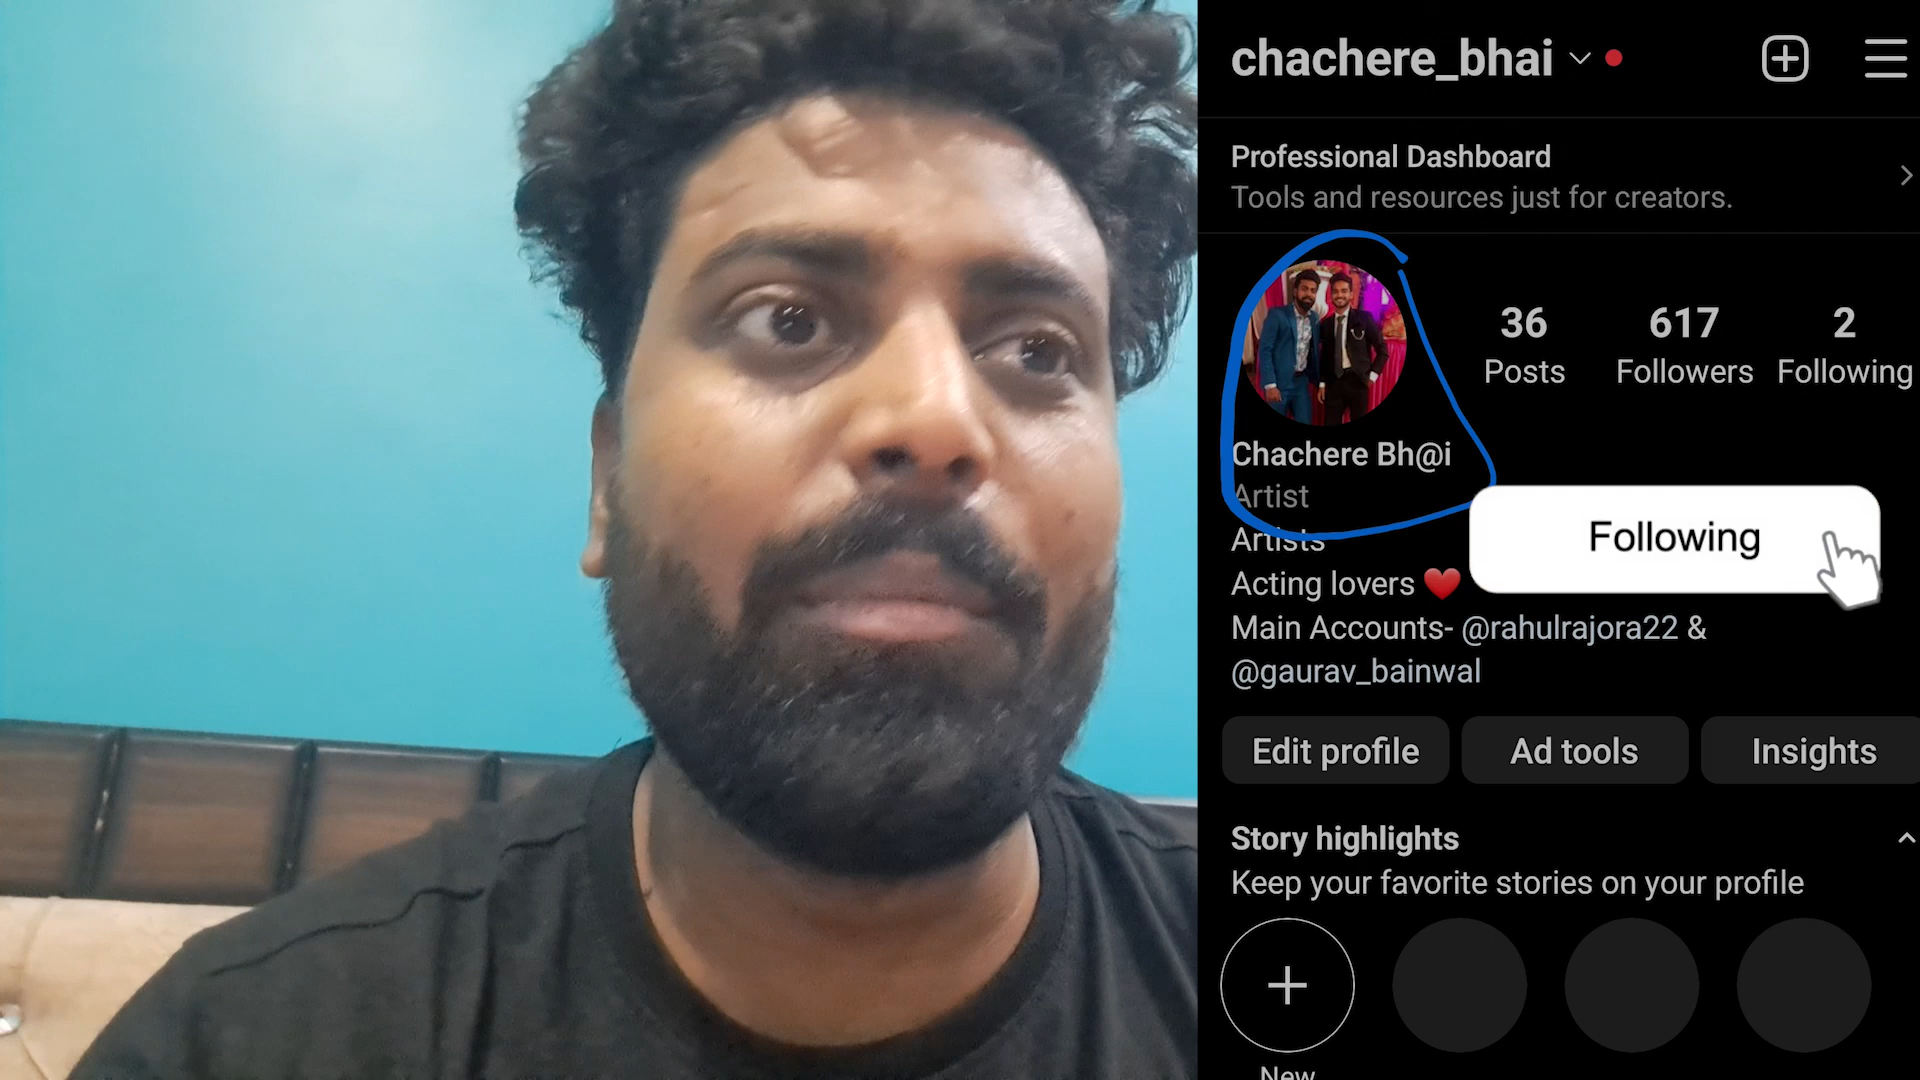 chachere_bhai
Professional Dashboard
Tools and resources just for creators.
36 617 2
Posts Followers Following
Chachere Bh@i
Artist
Artists
Following
Acting lovers ❤️
Main Accounts- @rahulrajora22 &
@gaurav_bainwal
Edit profile Ad tools Insights
Story highlights
Keep your favorite stories on your profile
New